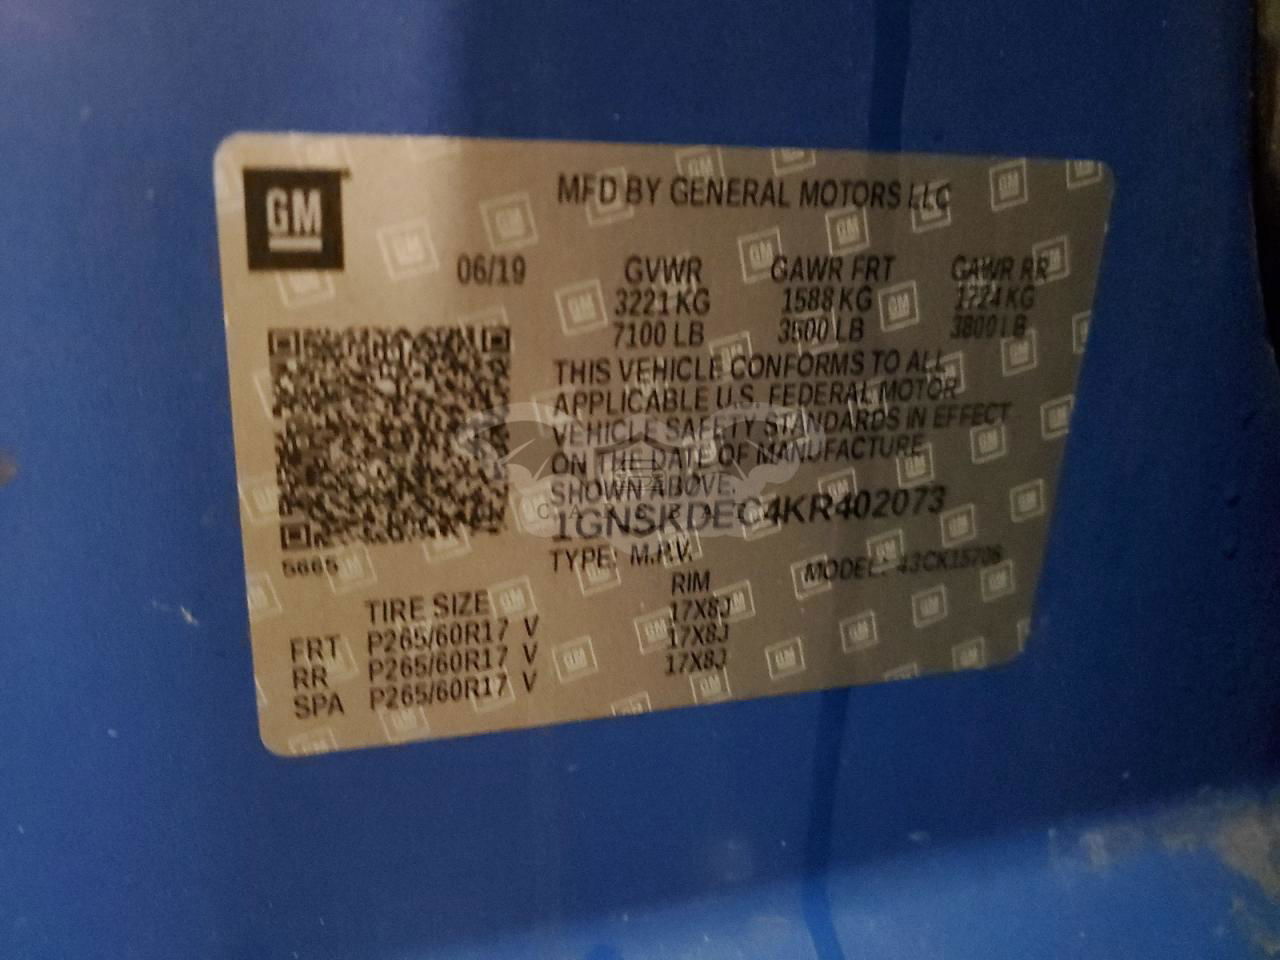 GM
MFD BY GENERAL MOTORS LLC
06/19 GVWR GAWR FRT GAWR RR
3221 KG 1588 KG 1724 KG
7100 LB 3500 LB 3800 LB
THIS VEHICLE CONFORMS TO ALL
APPLICABLE U.S. FEDERAL MOTOR
VEHICLE SAFETY STANDARDS IN EFFECT
ON THE DATE OF MANUFACTURE
SHOWN ABOVE.
1GNSKDEC4KR402073
5665
TYPE: M.P.V. MODEL: 43CK15706
TIRE SIZE RIM
FRT P265/60R17 V 17X8J
RR P265/60R17 V 17X8J
SPA P265/60R17 V 17X8J